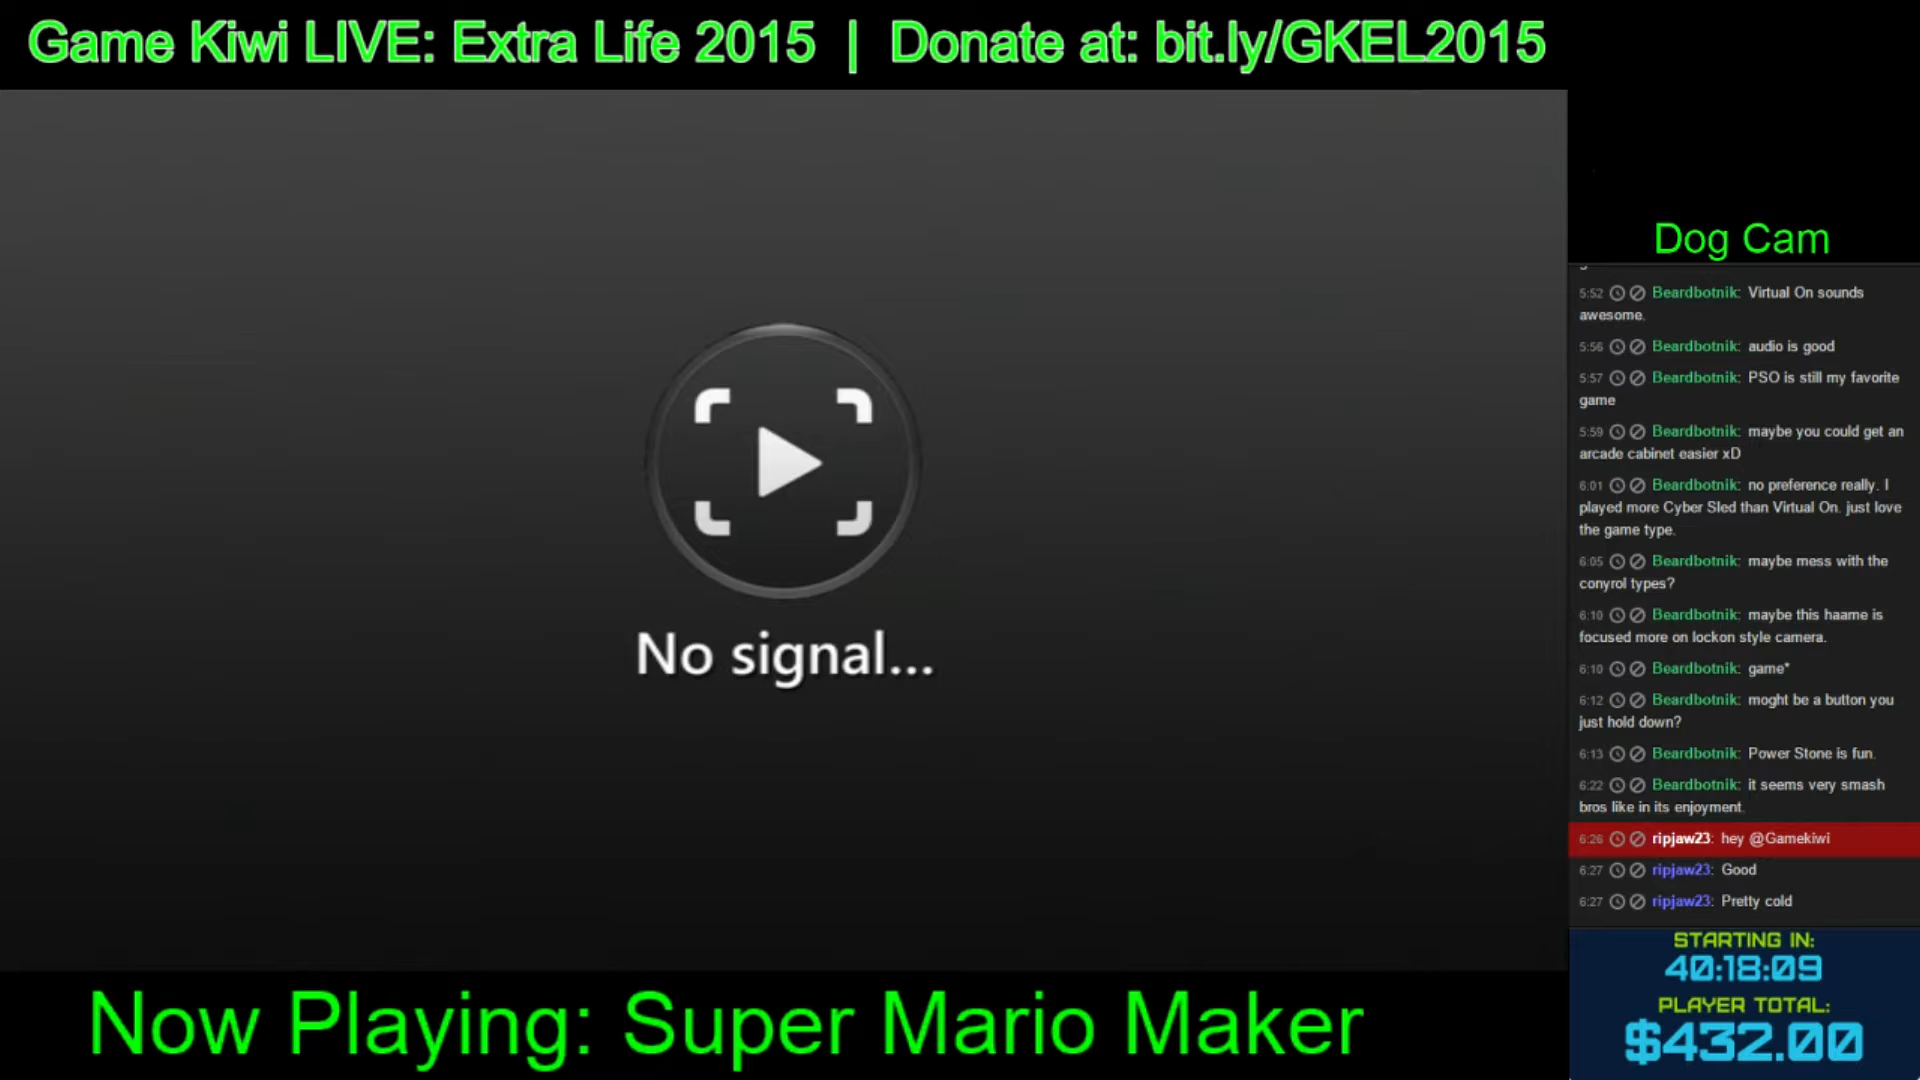 Game Kiwi LIVE: Extra Life 2015 | Donate at: bit.ly/GKEL2015
No signal...
Dog Cam
5:52 Beardbotnik: Virtual On sounds
awesome.
5:56 Beardbotnik: audio is good
5:57 Beardbotnik: PSO is still my favorite
game
5:59 Beardbotnik: maybe you could get an
arcade cabinet easier xD
6:01 Beardbotnik: no preference really. I
played more Cyber Sled than Virtual On. just love
the game type.
6:05 Beardbotnik: maybe mess with the
conyrol types?
6:10 Beardbotnik: maybe this haame is
focused more on lockon style camera.
6:10 Beardbotnik: game*
6:12 Beardbotnik: moght be a button you
just hold down?
6:13 Beardbotnik: Power Stone is fun.
6:22 Beardbotnik: it seems very smash
bros like in its enjoyment.
6:26 ripjaw23: hey @Gamekiwi
6:27 ripjaw23: Good
6:27 ripjaw23: Pretty cold
STARTING IN:
40:18:09
PLAYER TOTAL:
$432.00
Now Playing: Super Mario Maker